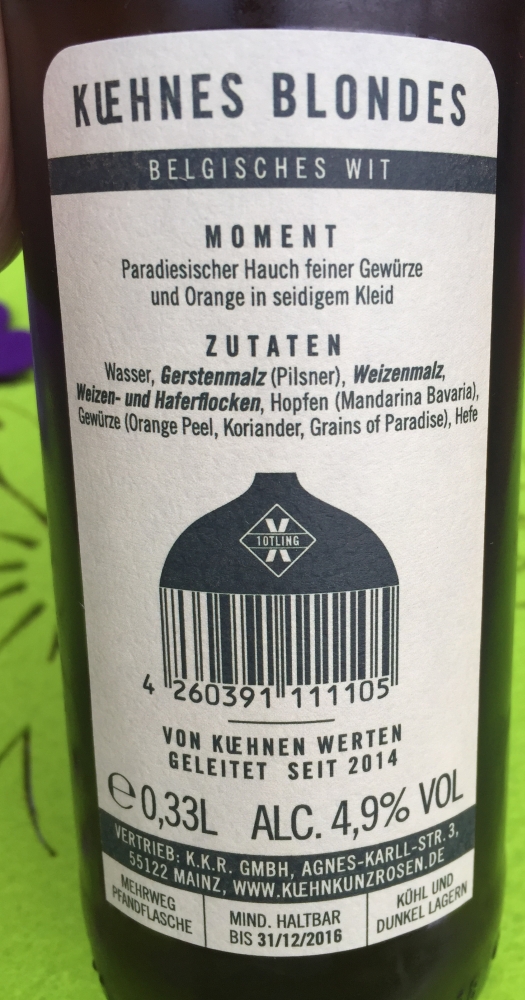 KŒHNES BLONDES
BELGISCHES WIT
MOMENT
Paradiesischer Hauch feiner Gewürze
und Orange in seidigem Kleid
ZUTATEN
Wasser, Gerstenmalz (Pilsner), Weizenmalz,
Weizen- und Haferflocken, Hopfen (Mandarina Bavaria),
Gewürze (Orange Peel, Koriander, Grains of Paradise), Hefe
X
10TLING
4 260391 111105
VON KŒHNEN WERTEN
GELEITET SEIT 2014
℮ 0,33L ALC. 4,9% VOL
VERTRIEB: K.K.R. GMBH, AGNES-KARLL-STR. 3,
55122 MAINZ, WWW.KUEHNKUNZROSEN.DE
MEHRWEG
PFANDFLASCHE
MIND. HALTBAR
BIS 31/12/2016
KÜHL UND
DUNKEL LAGERN